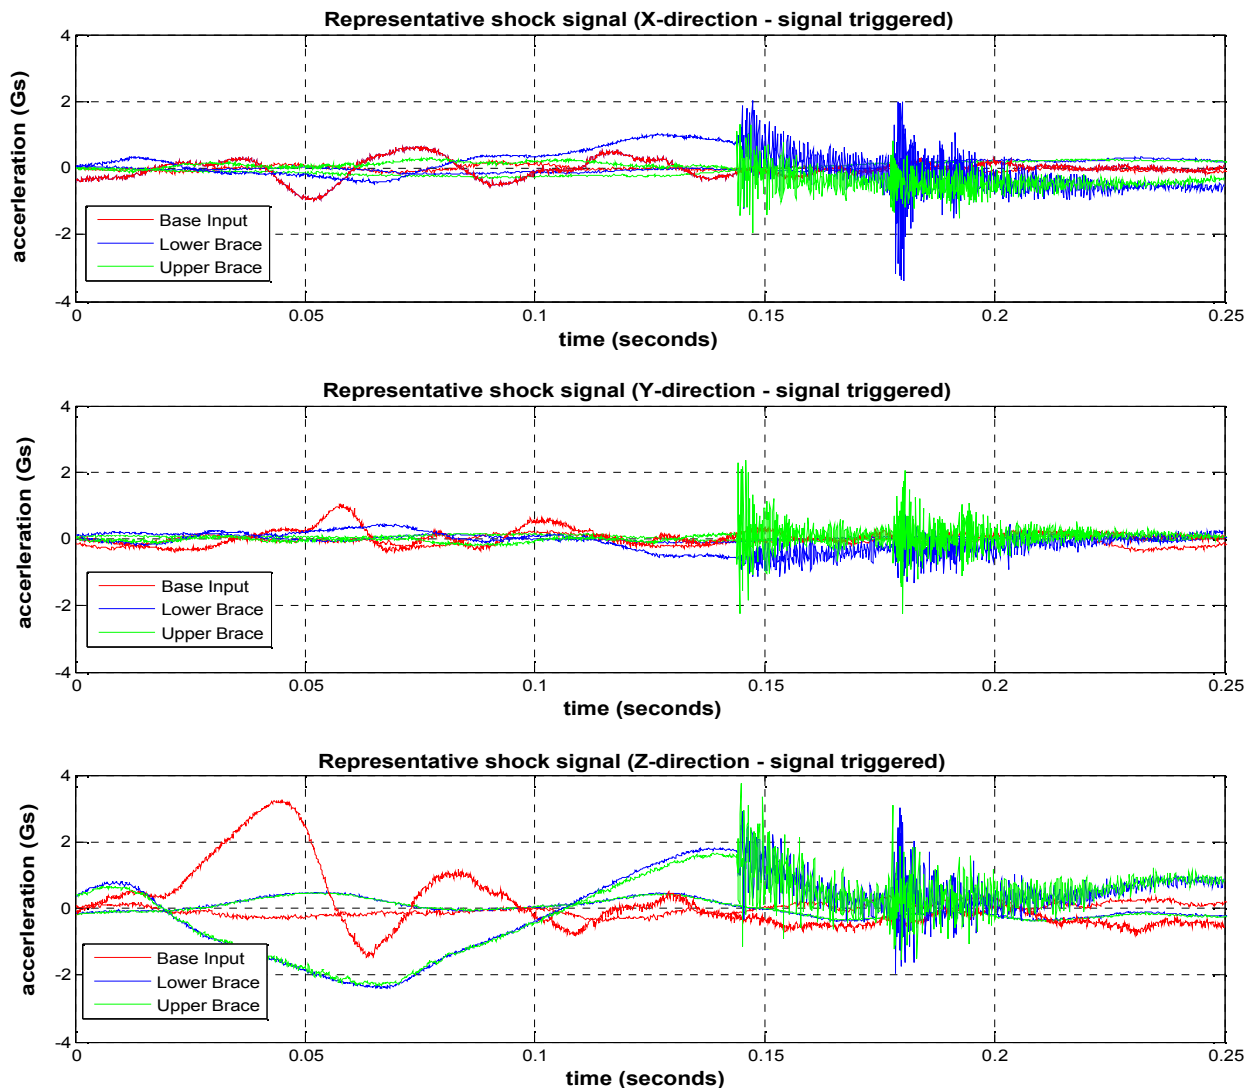 Representative shock signal (X-direction - signal triggered)
4
2
0
-2
-4
accerleration (Gs)
Base Input
Lower Brace
Upper Brace
0 0.05 0.1 0.15 0.2 0.25
time (seconds)
Representative shock signal (Y-direction - signal triggered)
4
2
0
-2
-4
accerleration (Gs)
Base Input
Lower Brace
Upper Brace
0 0.05 0.1 0.15 0.2 0.25
time (seconds)
Representative shock signal (Z-direction - signal triggered)
4
2
0
-2
-4
accerleration (Gs)
Base Input
Lower Brace
Upper Brace
0 0.05 0.1 0.15 0.2 0.25
time (seconds)